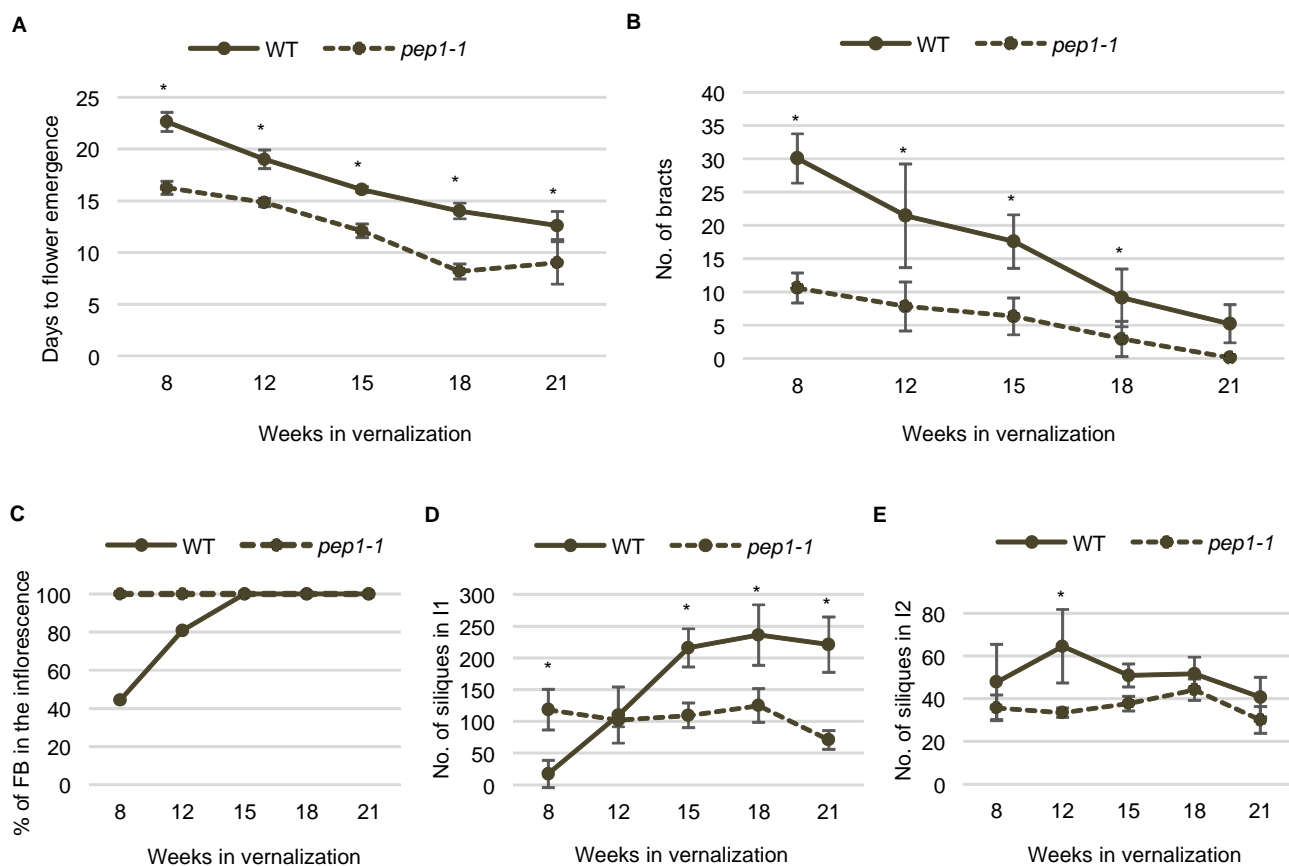 A
WT
pep1-1
Days to flower emergence
25
20
15
10
5
0
*
*
*
*
*
8 12 15 18 21
Weeks in vernalization
B
WT
pep1-1
No. of bracts
40
35
30
25
20
15
10
5
0
*
*
*
*
8 12 15 18 21
Weeks in vernalization
C
WT
pep1-1
% of FB in the inflorescence
100
80
60
40
20
0
8 12 15 18 21
Weeks in vernalization
D
WT
pep1-1
No. of siliques in I1
300
250
200
150
100
50
0
*
*
*
*
8 12 15 18 21
Weeks in vernalization
E
WT
pep1-1
No. of siliques in I2
80
60
40
20
0
*
8 12 15 18 21
Weeks in vernalization